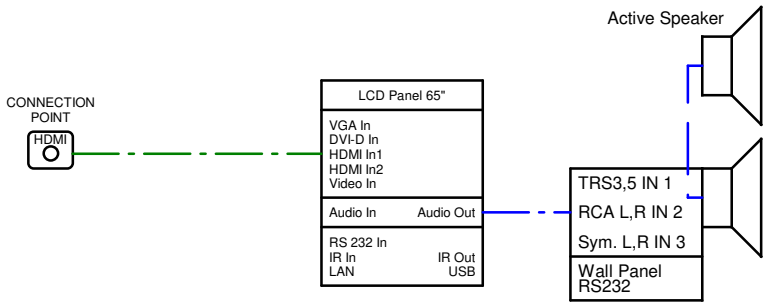 Active Speaker
CONNECTION
POINT
HDMI
LCD Panel 65"
VGA In
DVI-D In
HDMI In1
HDMI In2
Video In
Audio In Audio Out
RS 232 In
IR In IR Out
LAN USB
TRS3,5 IN 1
RCA L,R IN 2
Sym. L,R IN 3
Wall Panel
RS232